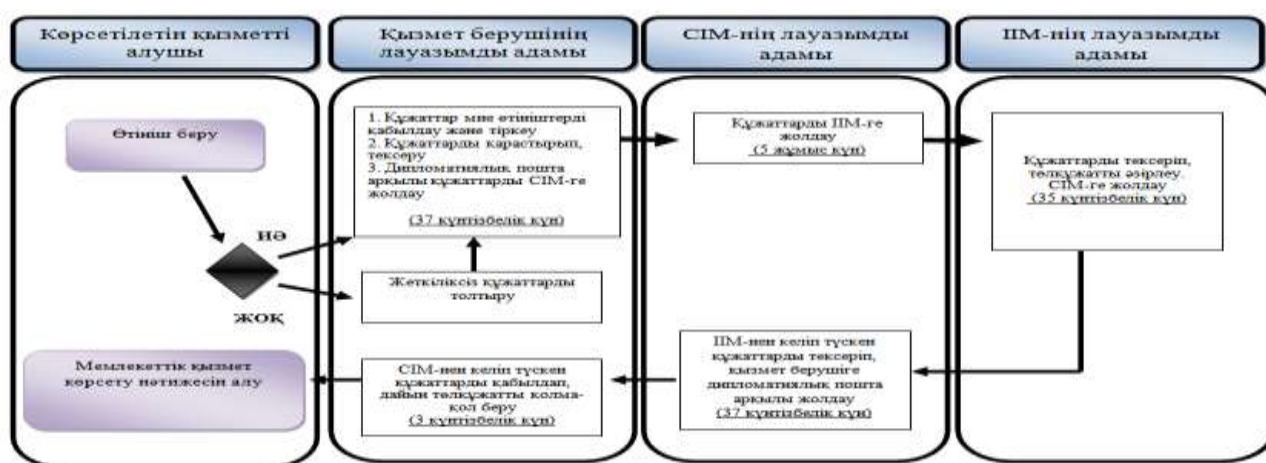 Көрсетілетін қызметті
алушы
Қызмет берушінің
лауазымды адамы
СІМ-нің лауазымды
адамы
ІІМ-нің лауазымды
адамы
Өтініш беру
1. Құжаттар мне өтініштерді
қабылдау және тіркеу
2. Құжаттарды қарастырып,
тексеру
3. Дипломатиялық пошта
арқылы құжаттарды СІМ-ге
жолдау
(37 күнтізбелік күн)
Құжаттарды ІІМ-ге
жолдау
(5 жұмыс күн)
Құжаттарды тексеріп,
төлқұжатты әзірлеу.
СІМ-ге жолдау
(35 күнтізбелік күн)
иә
Жеткіліксіз құжаттарды
толтыру
жоқ
Мемлекеттік қызмет
көрсету нәтижесін алу
СІМ-нен келіп түскен
құжаттарды қабылдап,
дайын төлқұжатты қолма-
қол беру
(3 күнтізбелік күн)
ІІМ-нен келіп түскен
құжаттарды тексеріп,
қызмет берушіге
дипломатиялық пошта
арқылы жолдау
(37 күнтізбелік күн)